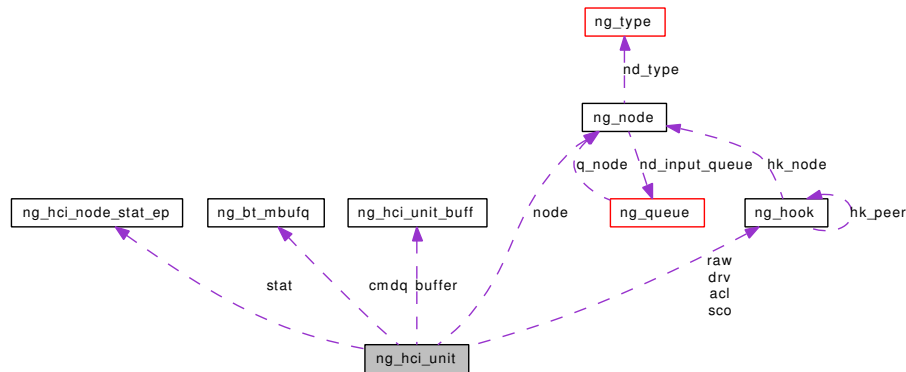 ng_type
nd_type
ng_node
q_node
nd_input_queue
hk_node
ng_hci_node_stat_ep
ng_bt_mbufq
ng_hci_unit_buff
node
ng_queue
ng_hook
hk_peer
stat
cmdq
buffer
raw
drv
acl
sco
ng_hci_unit